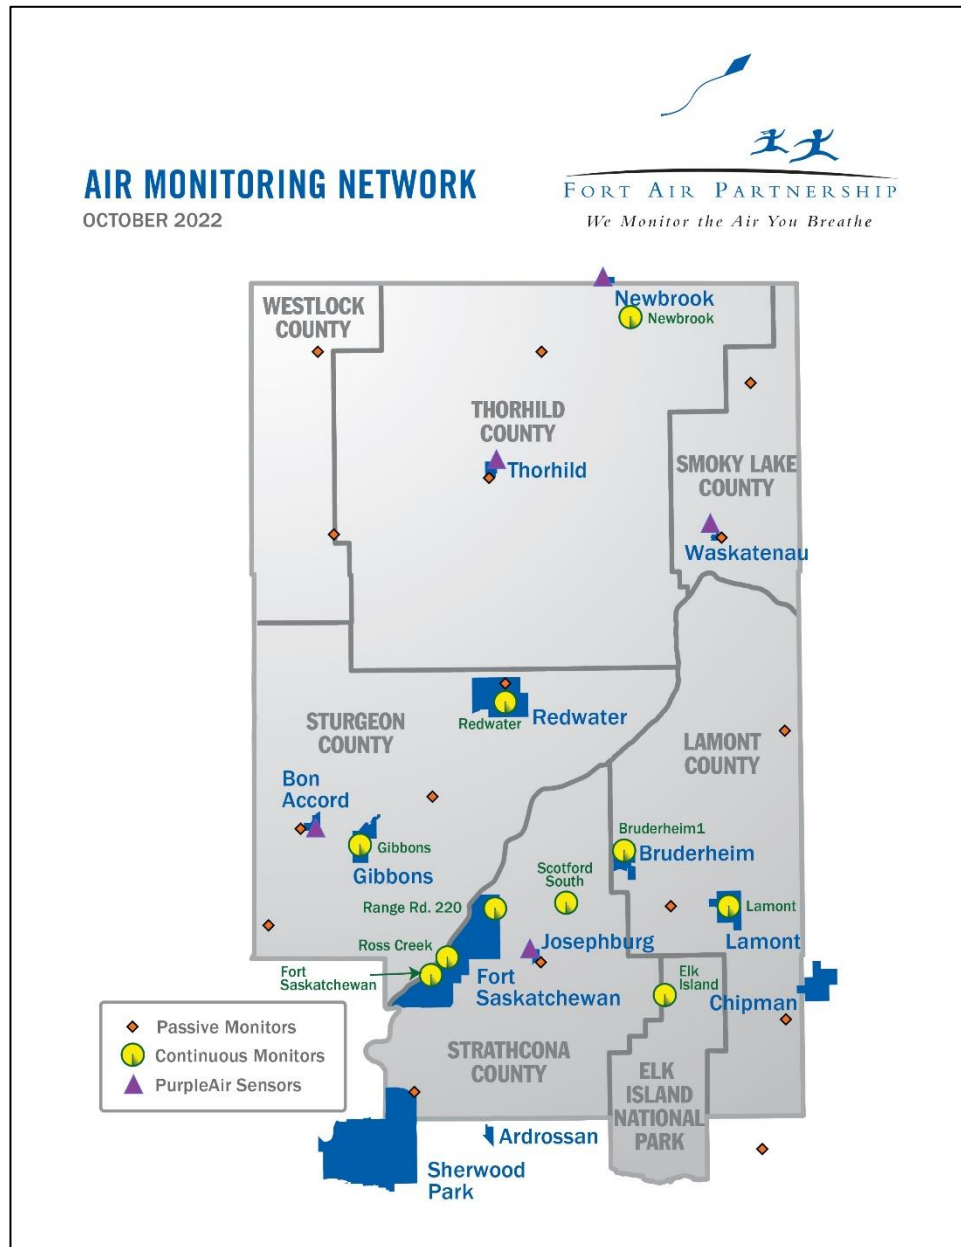 AIR MONITORING NETWORK
OCTOBER 2022
FORT AIR PARTNERSHIP
We Monitor the Air You Breathe
WESTLOCK
COUNTY
Newbrook
Newbrook
THORHILD
COUNTY
Thorhild
SMOKY LAKE
COUNTY
Waskatenau
Redwater
Redwater
STURGEON
COUNTY
LAMONT
COUNTY
Bon
Accord
Gibbons
Gibbons
Bruderheim1
Bruderheim
Scotford
South
Range Rd. 220
Lamont
Lamont
Ross Creek
Josephburg
Fort
Saskatchewan
Fort
Saskatchewan
Elk
Island
Chipman
Passive Monitors
Continuous Monitors
PurpleAir Sensors
STRATHCONA
COUNTY
ELK
ISLAND
NATIONAL
PARK
Ardrossan
Sherwood
Park